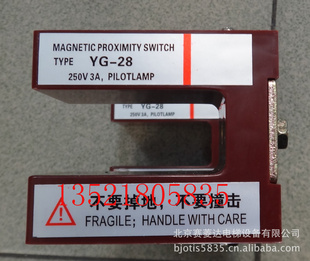 MAGNETIC PROXIMITY SWITCH
TYPE YG-28
250V 3A, PILOTLAMP
YG-28
250V 3A, PILOTLAMP
13521805835
不要掉地，不要撞击
FRAGILE; HANDLE WITH CARE
北京赛菱达电梯设备有限公司
bjotis5835.cn.alibaba.com